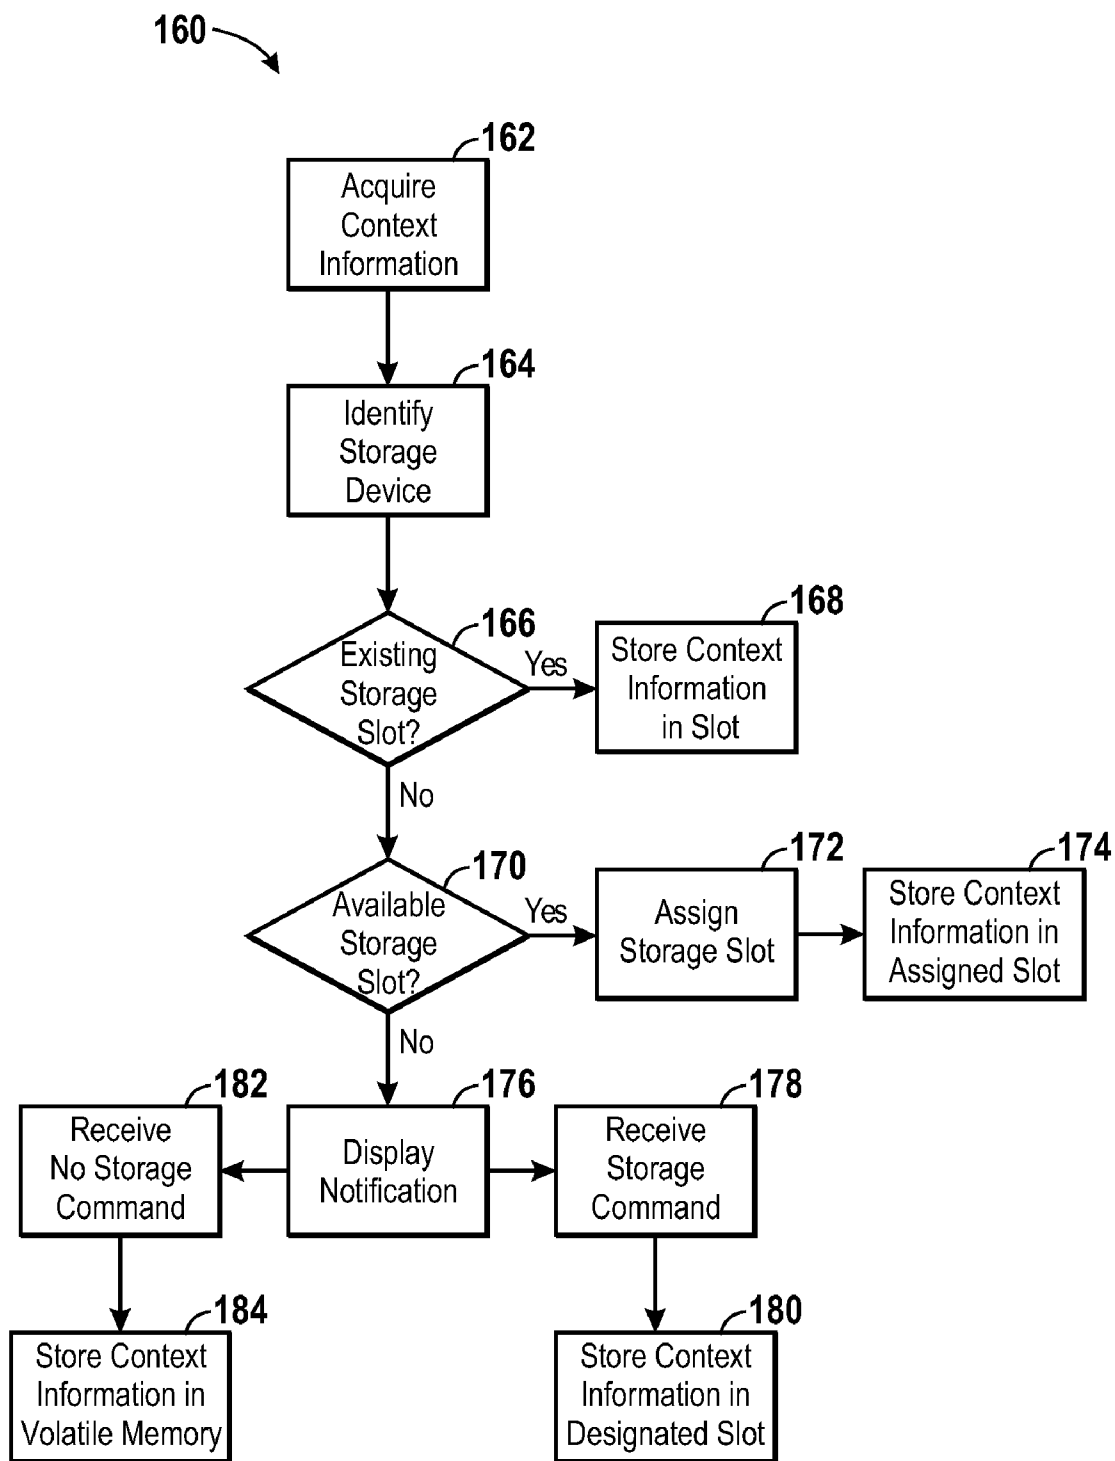 160
162
Acquire
Context
Information
164
Identify
Storage
Device
166
Existing
Storage
Slot?
Yes
168
Store Context
Information
in Slot
No
170
Available
Storage
Slot?
Yes
172
Assign
Storage Slot
174
Store Context
Information in
Assigned Slot
No
182
Receive
No Storage
Command
176
Display
Notification
178
Receive
Storage
Command
184
Store Context
Information in
Volatile Memory
180
Store Context
Information in
Designated Slot